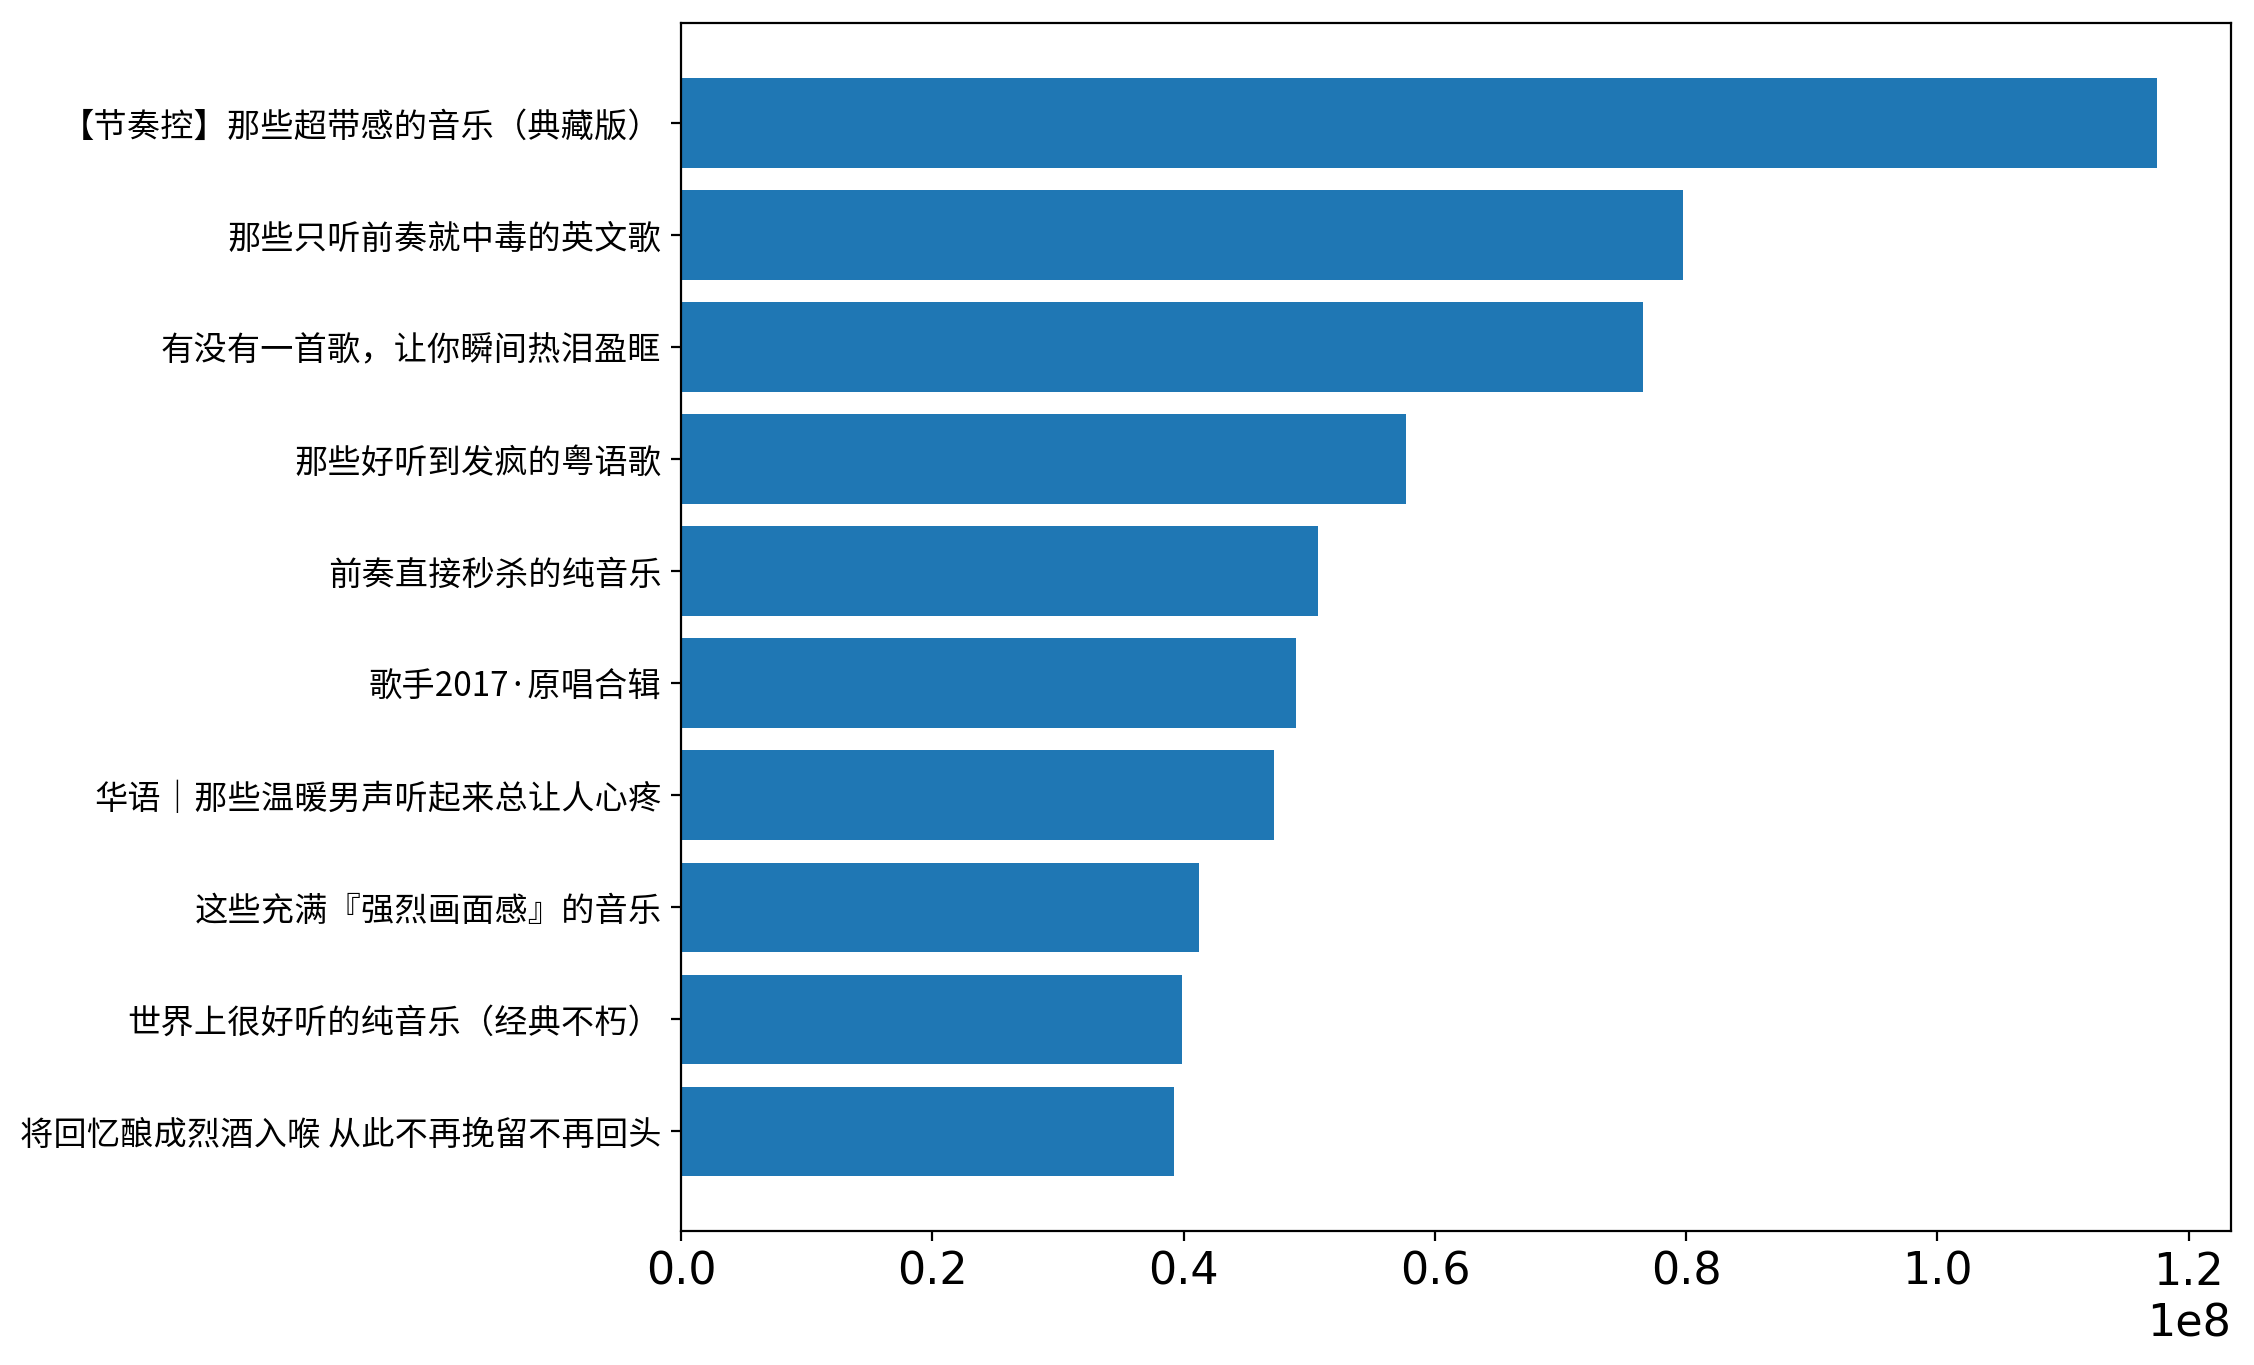 【节奏控】那些超带感的音乐（典藏版）
那些只听前奏就中毒的英文歌
有没有一首歌，让你瞬间热泪盈眶
那些好听到发疯的粤语歌
前奏直接秒杀的纯音乐
歌手2017·原唱合辑
华语｜那些温暖男声听起来总让人心疼
这些充满『强烈画面感』的音乐
世界上很好听的纯音乐（经典不朽）
将回忆酿成烈酒入喉 从此不再挽留不再回头
0.0 0.2 0.4 0.6 0.8 1.0 1.2
1e8